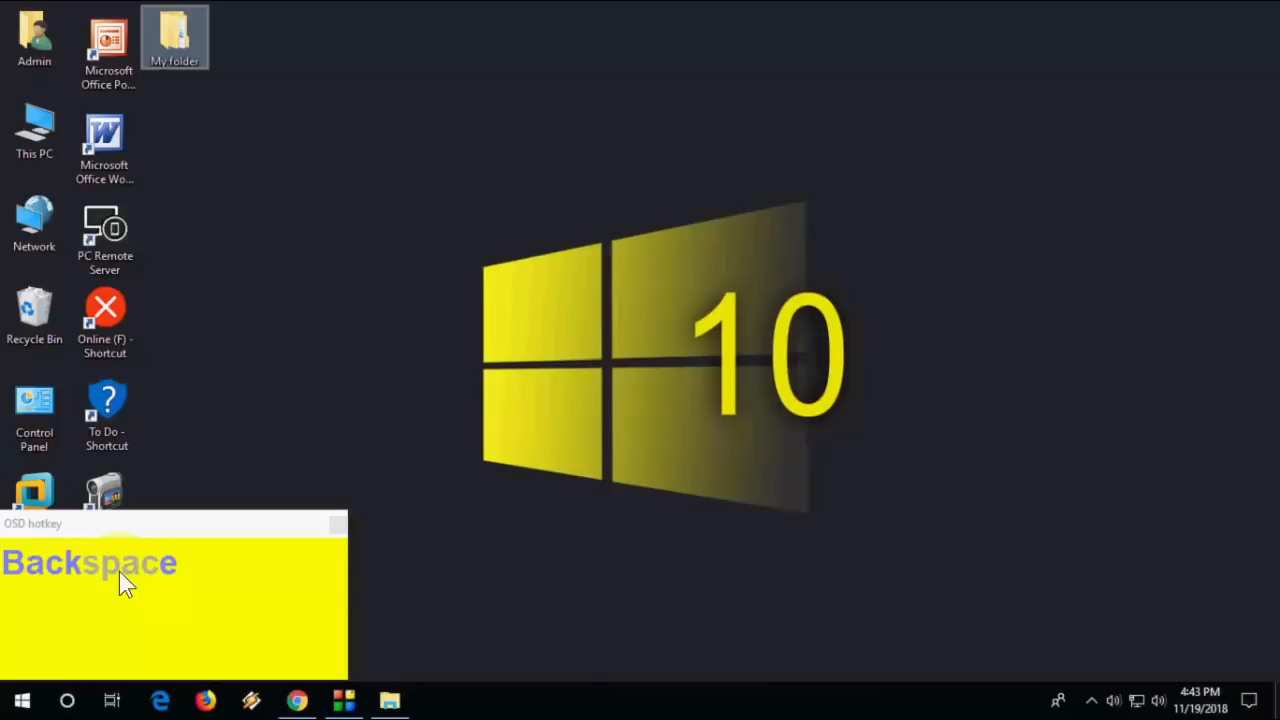 Admin
Microsoft
Office Po...
My folder
This PC
Microsoft
Office Wo...
Network
PC Remote
Server
Recycle Bin
Online (F) -
Shortcut
Control
Panel
To Do -
Shortcut
10
OSD hotkey
Backspace
4:43 PM
11/19/2018